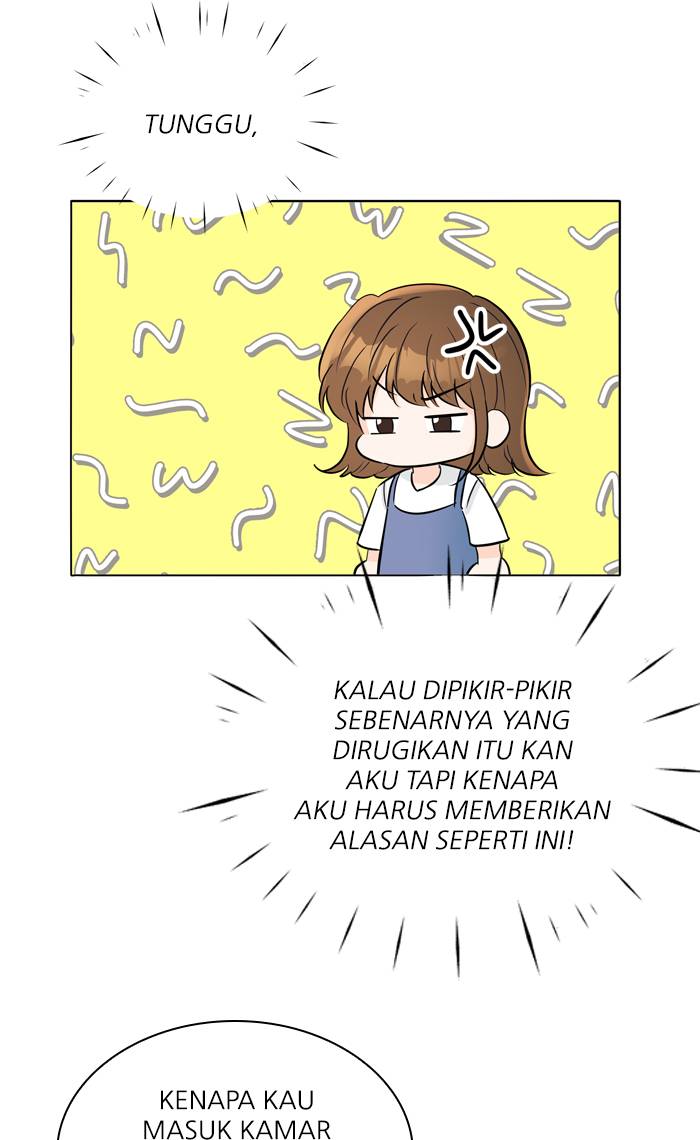 TUNGGU,
KALAU DIPIKIR-PIKIR
SEBENARNYA YANG
DIRUGIKAN ITU KAN
AKU TAPI KENAPA
AKU HARUS MEMBERIKAN
ALASAN SEPERTI INI!
KENAPA KAU
MASUK KAMAR